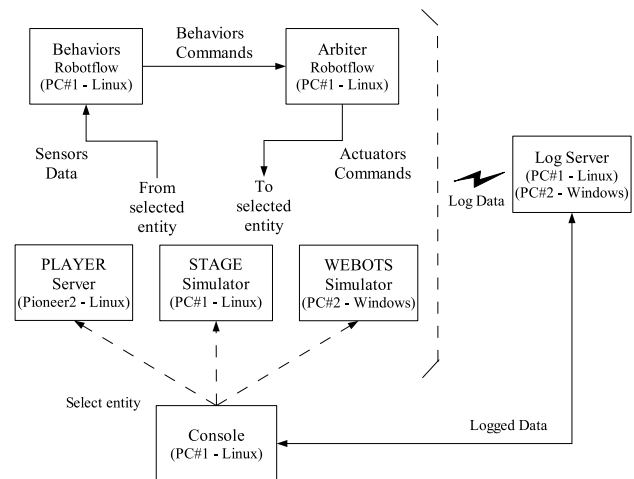 Behaviors
Robotflow
(PC#1 - Linux)
Behaviors
Commands
Arbiter
Robotflow
(PC#1 - Linux)
Sensors
Data
From
selected
entity
To
selected
entity
Actuators
Commands
Log Data
Log Server
(PC#1 - Linux)
(PC#2 - Windows)
PLAYER
Server
(Pioneer2 - Linux)
STAGE
Simulator
(PC#1 - Linux)
WEBOTS
Simulator
(PC#2 - Windows)
Select entity
Console
(PC#1 - Linux)
Logged Data